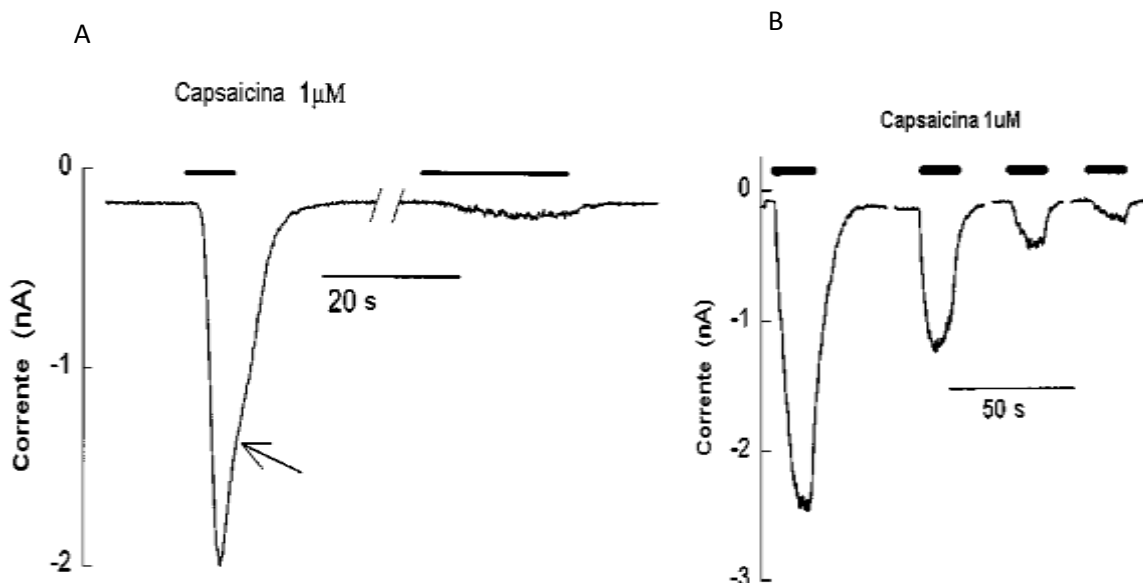 A
Capsaicina 1µM
0
-1
-2
Corrente (nA)
20 s
B
Capsaicina 1uM
0
-1
-2
-3
Corrente (nA)
50 s